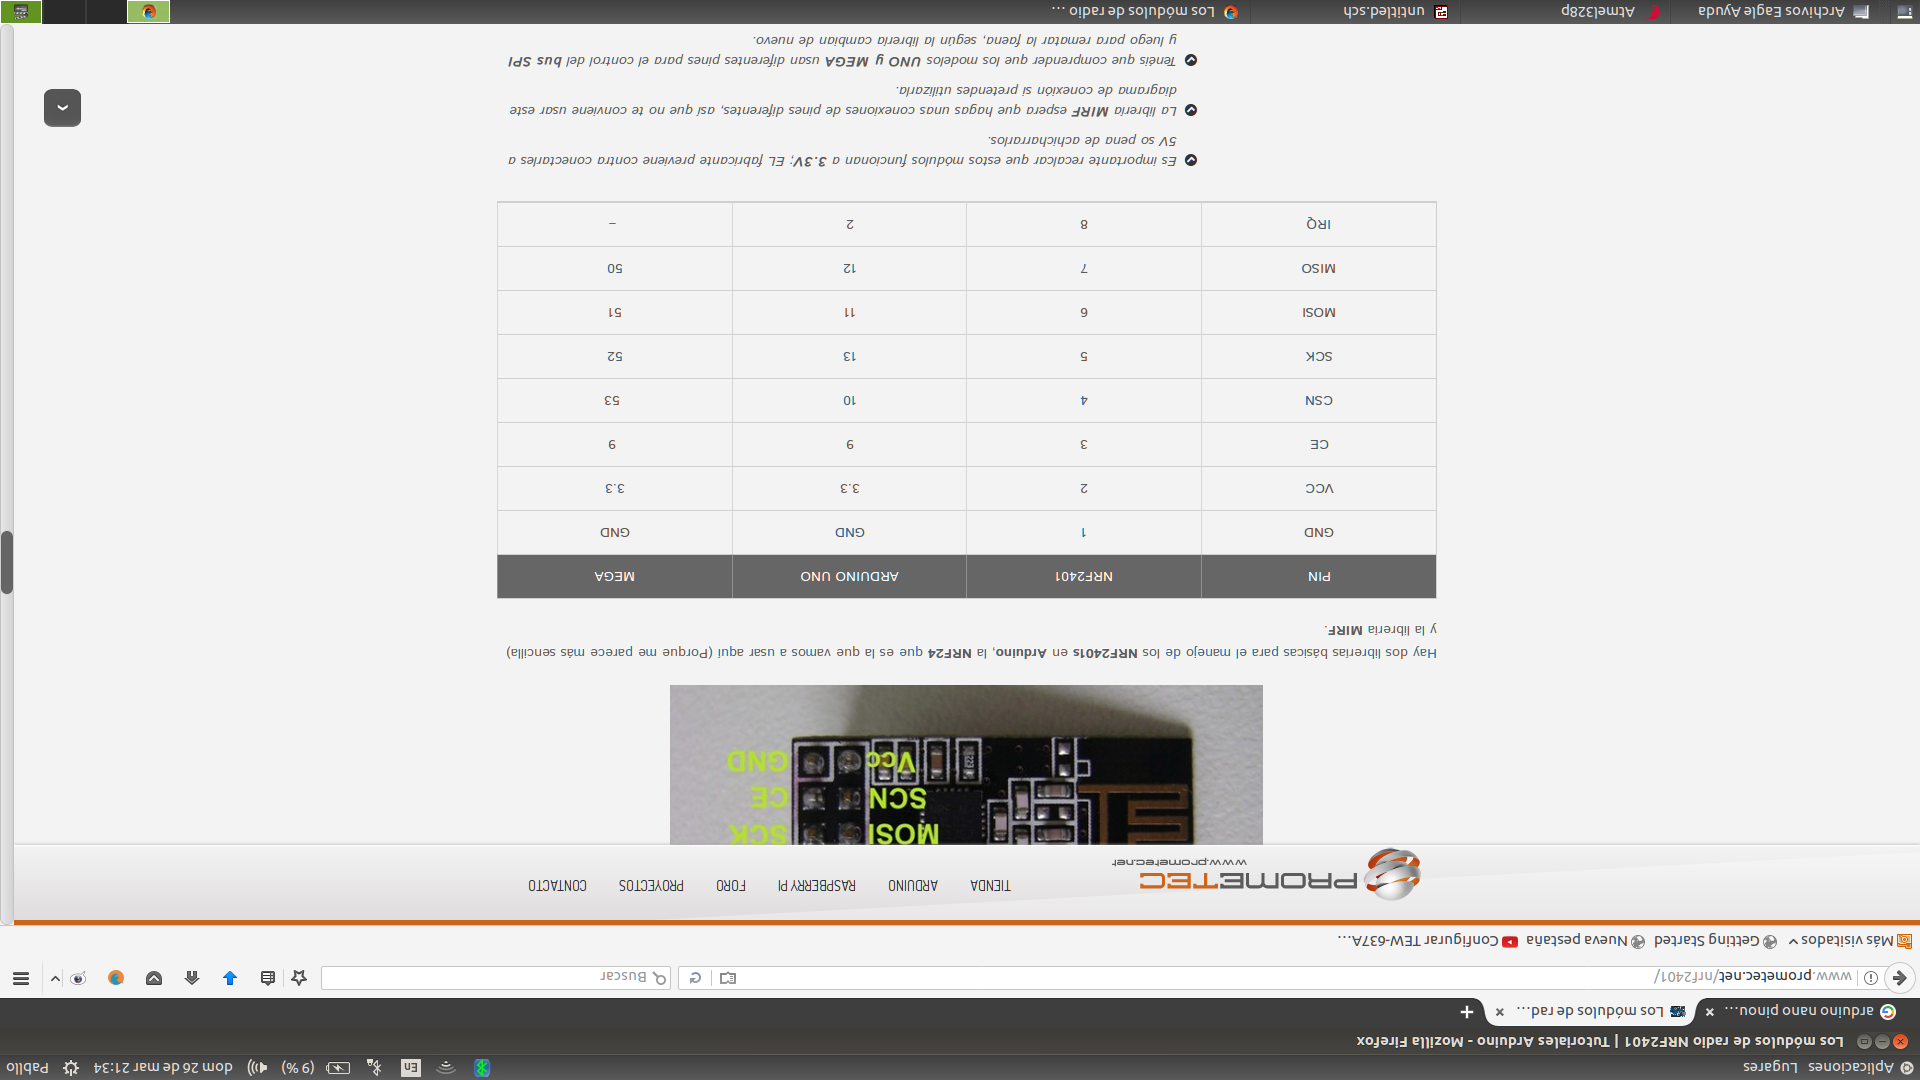 Aplicaciones Lugares
En (9 %) dom 26 de mar 21:34 Pabllo
Los módulos de radio NRF2401 | Tutoriales Arduino - Mozilla Firefox
arduino nano pinou… × Los módulos de rad… × +
www.prometec.net/nrf2401/
Buscar
Más visitados Getting Started Nueva pestaña Configurar TEW-637A…
PROMETEC
www.prometec.net
TIENDA ARDUINO RASPBERRY PI FORO PROYECTOS CONTACTO
MOSI SCK
SCN CE
Vcc GND
Hay dos librerías básicas para el manejo de los NRF2401s en Arduino, la NRF24 que es la que vamos a usar aquí (Porque me parece más sencilla)
y la librería MIRF.
PIN NRF2401 ARDUINO UNO MEGA
GND 1 GND GND
VCC 2 3.3 3.3
CE 3 9 9
CSN 4 10 53
SCK 5 13 52
MOSI 6 11 51
MISO 7 12 50
IRQ 8 2 –
Es importante recalcar que estos módulos funcionan a 3.3V; EL fabricante previene contra conectarles a
5V so pena de achicharrarlos.
La librería MIRF espera que hagas unas conexiones de pines diferentes, así que no te conviene usar este
diagrama de conexión si pretendes utilizarla.
Tenéis que comprender que los modelos UNO y MEGA usan diferentes pines para el control del bus SPI
y luego para rematar la faena, según la librería cambian de nuevo.
Archivos Eagle Ayuda Atmel328p untitled.sch Los módulos de radio …